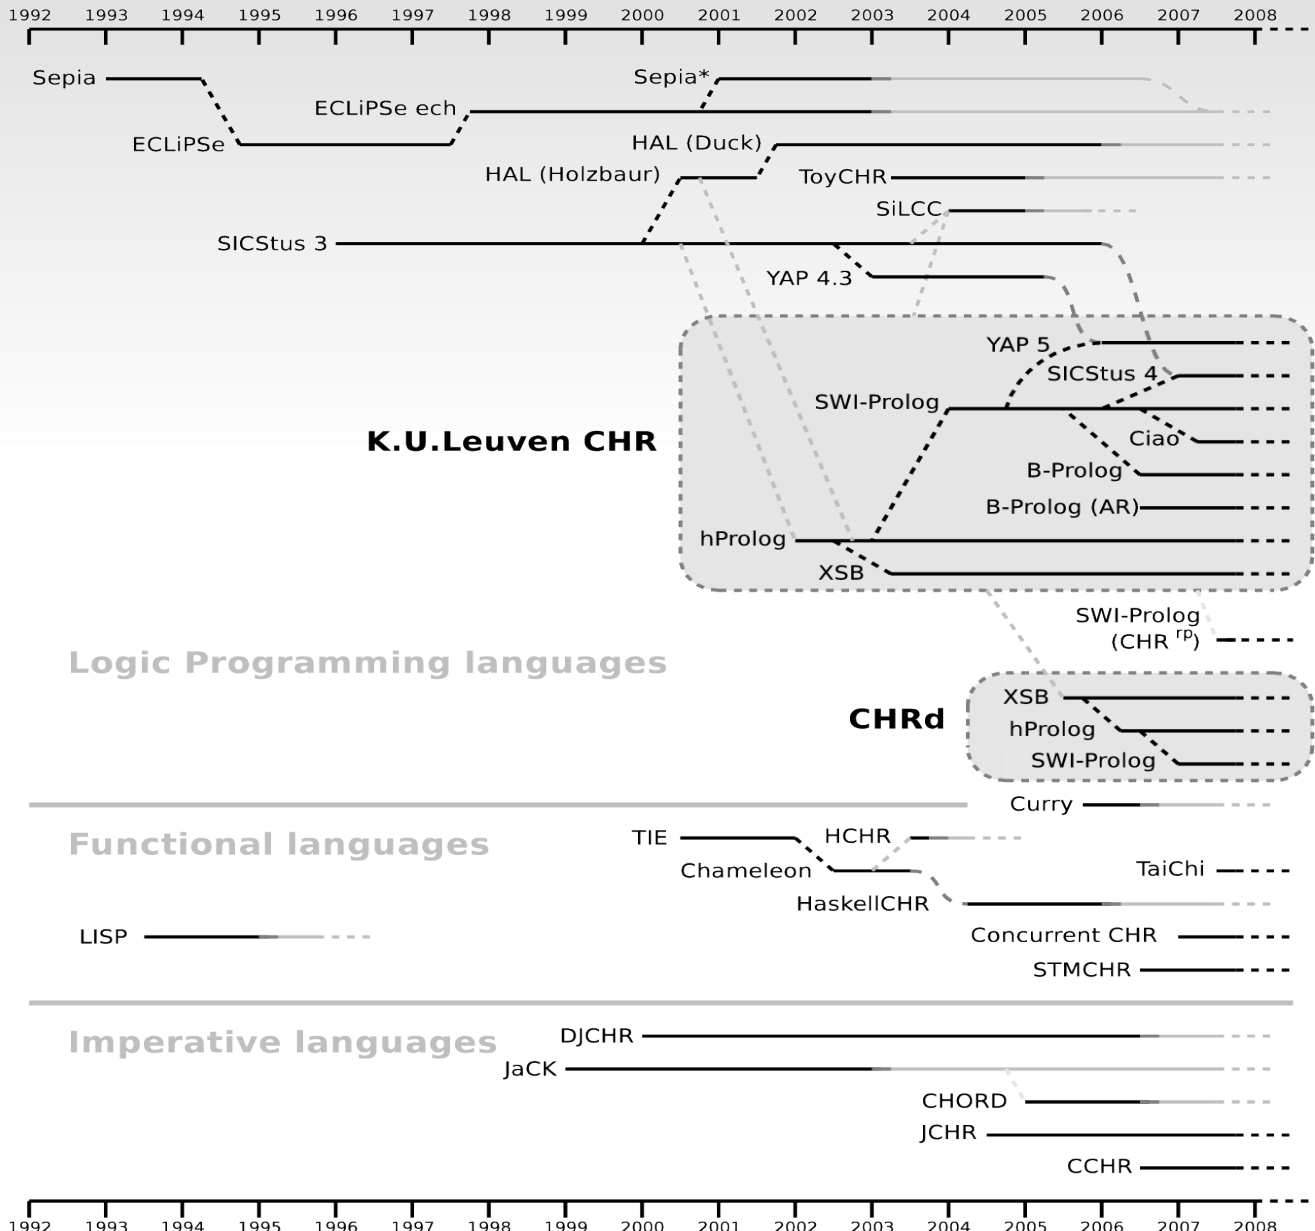 1992 1993 1994 1995 1996 1997 1998 1999 2000 2001 2002 2003 2004 2005 2006 2007 2008
Sepia
Sepia*
ECLiPSe ech
ECLiPSe
HAL (Duck)
HAL (Holzbaur)
ToyCHR
SiLCC
SICStus 3
YAP 4.3
YAP 5
SICStus 4
SWI-Prolog
K.U.Leuven CHR
Ciao
B-Prolog
B-Prolog (AR)
hProlog
XSB
SWI-Prolog
(CHR rp)
Logic Programming languages
XSB
CHRd
hProlog
SWI-Prolog
Curry
Functional languages
TIE
HCHR
Chameleon
TaiChi
HaskellCHR
LISP
Concurrent CHR
STMCHR
Imperative languages
DJCHR
JaCK
CHORD
JCHR
CCHR
1992 1993 1994 1995 1996 1997 1998 1999 2000 2001 2002 2003 2004 2005 2006 2007 2008